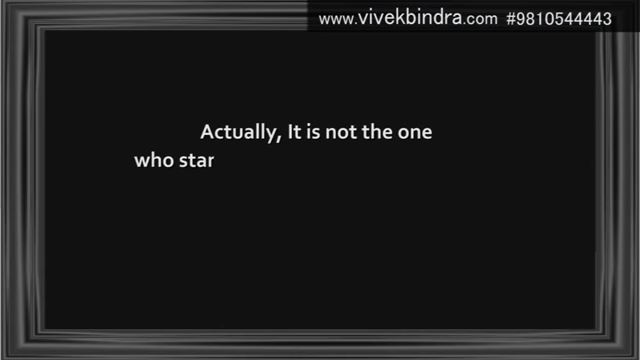 www.vivekbindra.com #9810544443
Actually, It is not the one
who star